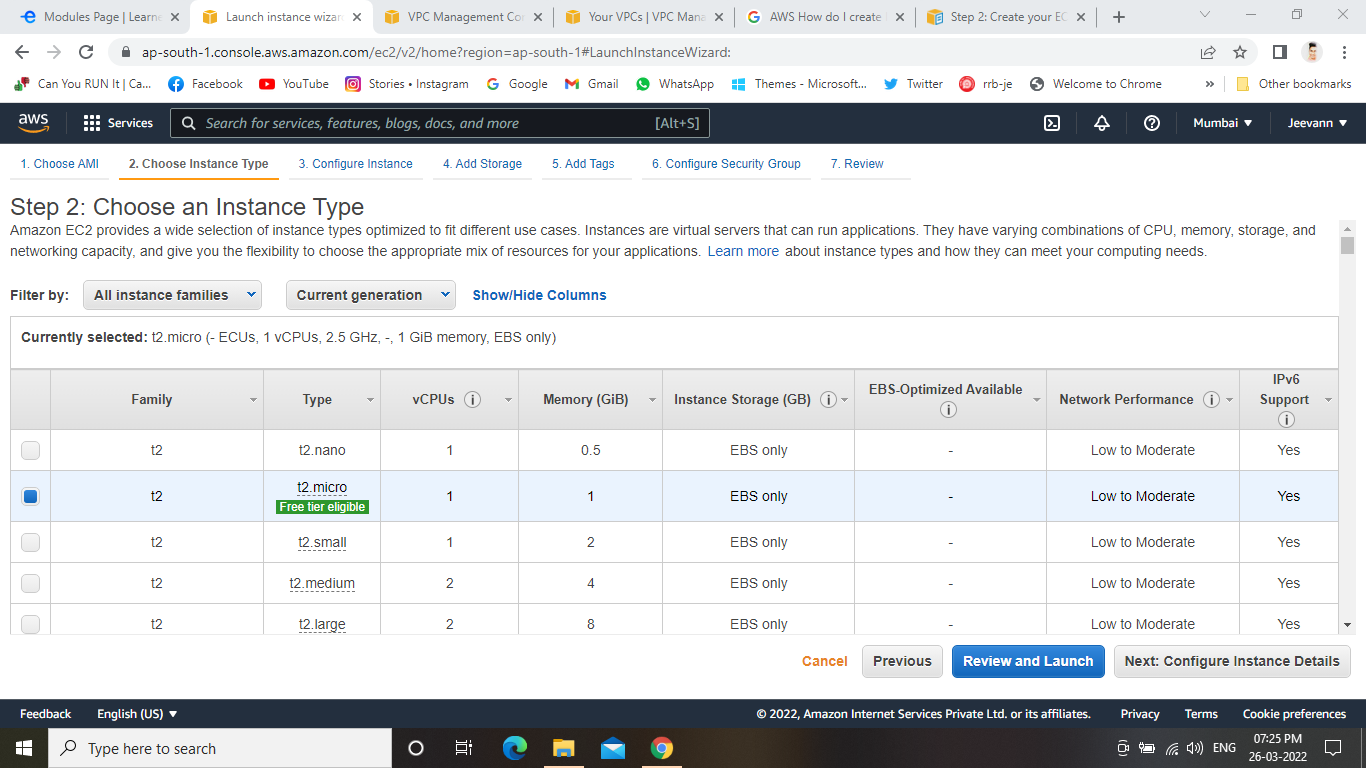 Modules Page | Learne
Launch instance wizar
VPC Management Co
Your VPCs | VPC Mana
AWS How do I create
Step 2: Create your EC
ap-south-1.console.aws.amazon.com/ec2/v2/home?region=ap-south-1#LaunchInstanceWizard:
Can You RUN It | Ca...
Facebook
YouTube
Stories • Instagram
Google
Gmail
WhatsApp
Themes - Microsoft...
Twitter
rrb-je
Welcome to Chrome
»
Other bookmarks
aws
Services
Search for services, features, blogs, docs, and more
[Alt+S]
Mumbai
Jeevann
1. Choose AMI
2. Choose Instance Type
3. Configure Instance
4. Add Storage
5. Add Tags
6. Configure Security Group
7. Review
Step 2: Choose an Instance Type
Amazon EC2 provides a wide selection of instance types optimized to fit different use cases. Instances are virtual servers that can run applications. They have varying combinations of CPU, memory, storage, and
networking capacity, and give you the flexibility to choose the appropriate mix of resources for your applications. Learn more about instance types and how they can meet your computing needs.
Filter by:
All instance families
Current generation
Show/Hide Columns
Currently selected: t2.micro (- ECUs, 1 vCPUs, 2.5 GHz, -, 1 GiB memory, EBS only)
Family
Type
vCPUs
Memory (GiB)
Instance Storage (GB)
EBS-Optimized Available
Network Performance
IPv6
Support
t2 t2.nano 1 0.5 EBS only - Low to Moderate Yes
t2 t2.micro 1 1 EBS only - Low to Moderate Yes
Free tier eligible
t2 t2.small 1 2 EBS only - Low to Moderate Yes
t2 t2.medium 2 4 EBS only - Low to Moderate Yes
t2 t2.large 2 8 EBS only - Low to Moderate Yes
Cancel
Previous
Review and Launch
Next: Configure Instance Details
Feedback
English (US)
© 2022, Amazon Internet Services Private Ltd. or its affiliates.
Privacy
Terms
Cookie preferences
Type here to search
ENG
07:25 PM
26-03-2022